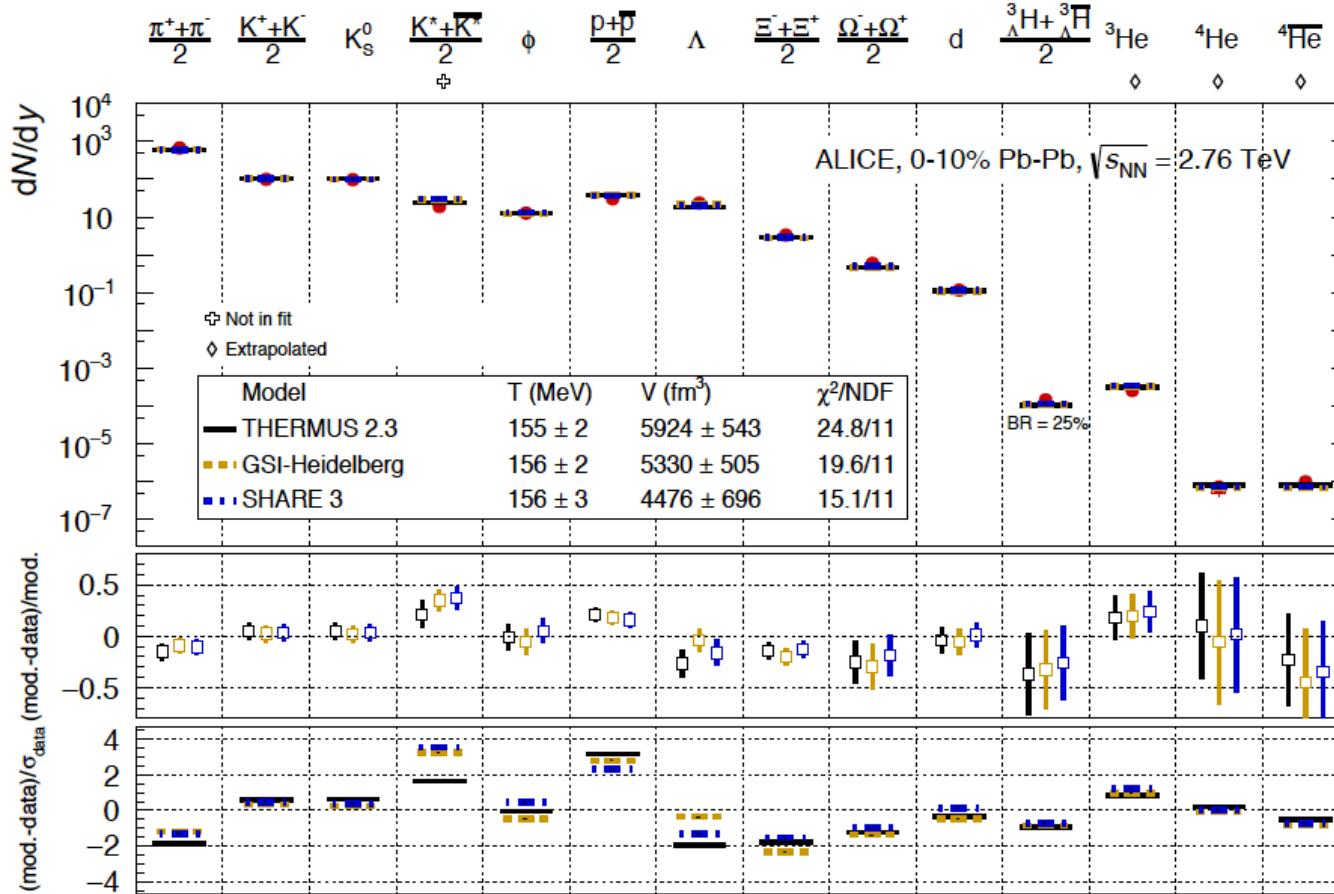 π⁺+π⁻ K⁺+K⁻ K⁰S K*+K̅*̅ ϕ p+p̅ Λ Ξ⁻+Ξ⁺ Ω⁻+Ω⁺ d ³ΛH+³ΛH̅ ³He ⁴He ⁴H̅e̅
2 2 2 2 2 2 2
dN/dy
10⁴
10³
10
10⁻¹
10⁻³
10⁻⁵
10⁻⁷
ALICE, 0-10% Pb-Pb, √sNN = 2.76 TeV
Not in fit
Extrapolated
Model T (MeV) V (fm³) χ²/NDF
THERMUS 2.3 155 ± 2 5924 ± 543 24.8/11
GSI-Heidelberg 156 ± 2 5330 ± 505 19.6/11
SHARE 3 156 ± 3 4476 ± 696 15.1/11
BR = 25%
(mod.-data)/mod.
0.5
0
−0.5
(mod.-data)/σdata
4
2
0
−2
−4